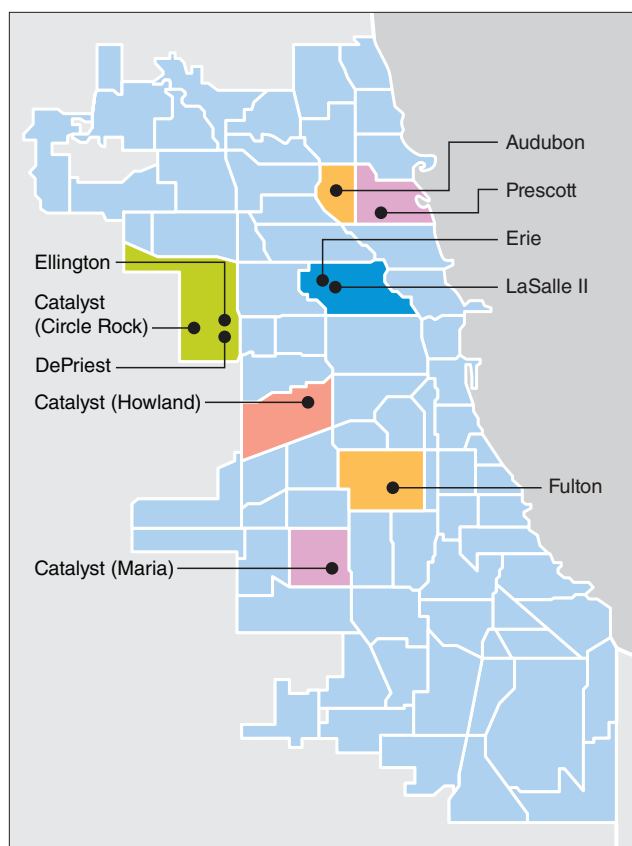 Audubon
Prescott
Erie
Ellington
LaSalle II
Catalyst
(Circle Rock)
DePriest
Catalyst (Howland)
Fulton
Catalyst (Maria)